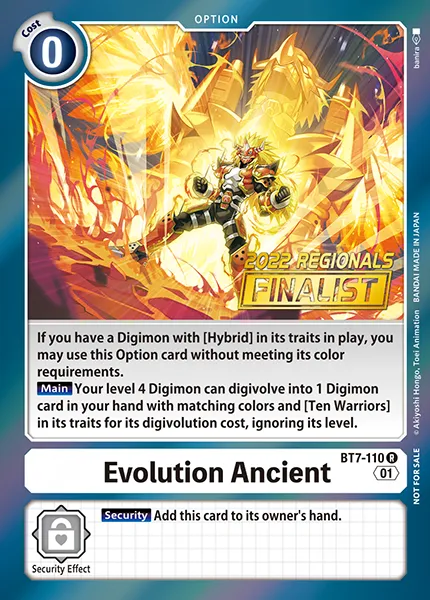 OPTION
Cost
0
banira
2022 REGIONALS
FINALIST
If you have a Digimon with [Hybrid] in its traits in play, you
may use this Option card without meeting its color
requirements.
Main Your level 4 Digimon can digivolve into 1 Digimon
card in your hand with matching colors and [Ten Warriors]
in its traits for its digivolution cost, ignoring its level.
©Akiyoshi Hongo, Toei Animation BANDAI MADE IN JAPAN
NOT FOR SALE
BT7-110 R
Evolution Ancient
01
Security Add this card to its owner's hand.
Security Effect